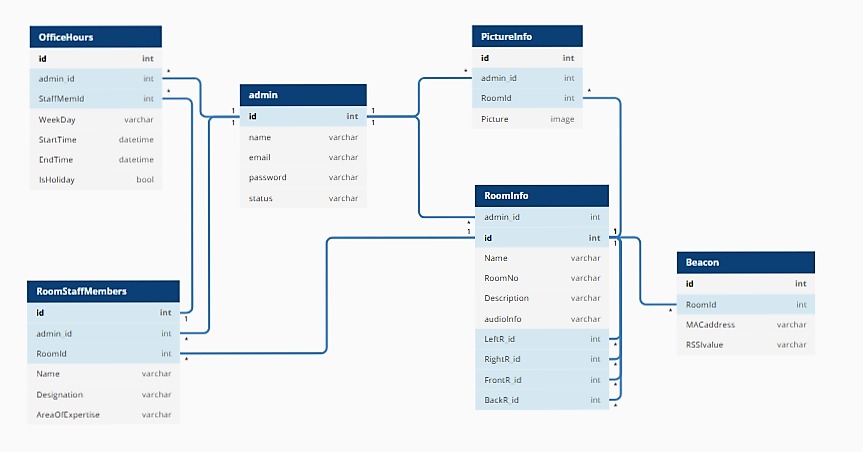 OfficeHours
id int
admin_id int
StaffMemId int
WeekDay varchar
StartTime datetime
EndTime datetime
IsHoliday bool
admin
id int
name varchar
email varchar
password varchar
status varchar
PictureInfo
id int
admin_id int
RoomId int
Picture image
RoomInfo
admin_id int
id int
Name varchar
RoomNo varchar
Description varchar
audioInfo varchar
LeftR_id int
RightR_id int
FrontR_id int
BackR_id int
Beacon
id int
RoomId int
MACaddress varchar
RSSIvalue varchar
RoomStaffMembers
id int
admin_id int
RoomId int
Name varchar
Designation varchar
AreaOfExpertise varchar
* * 1 1 1 1 * * * 1 1 1 * * * * * 1 * *